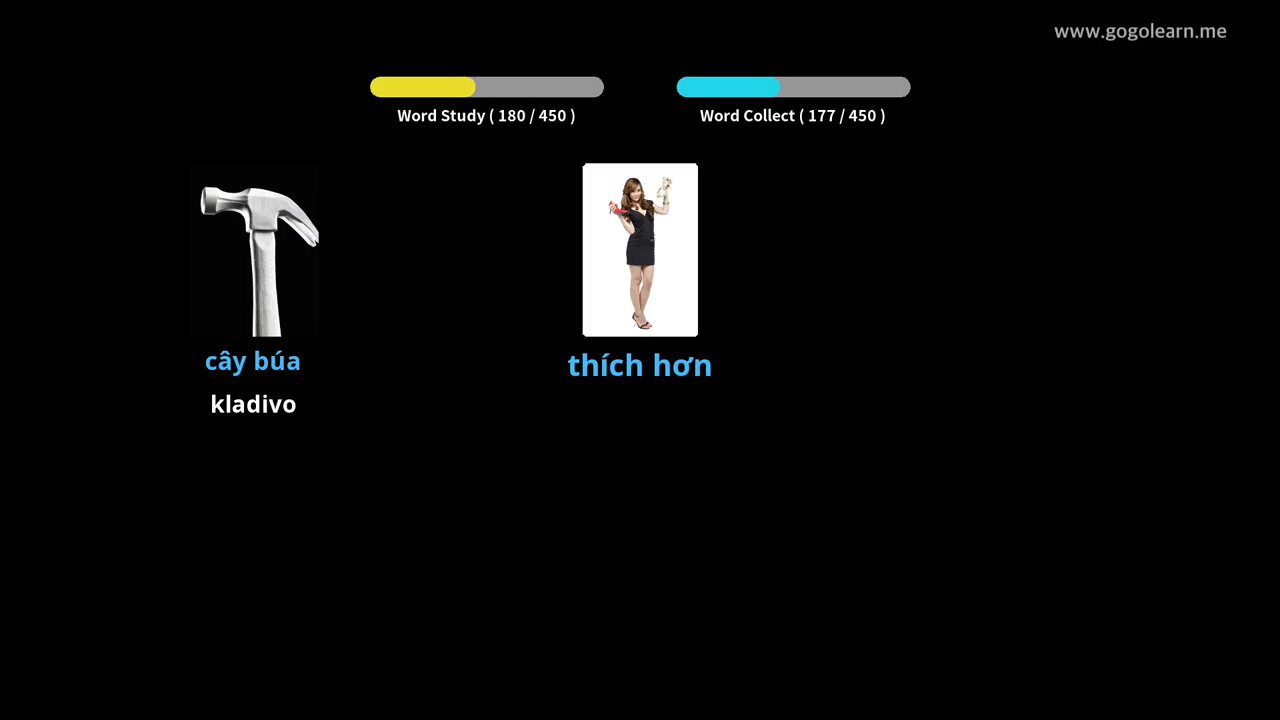 www.gogolearn.me
Word Study ( 180 / 450 )
Word Collect ( 177 / 450 )
cây búa
kladivo
thích hơn